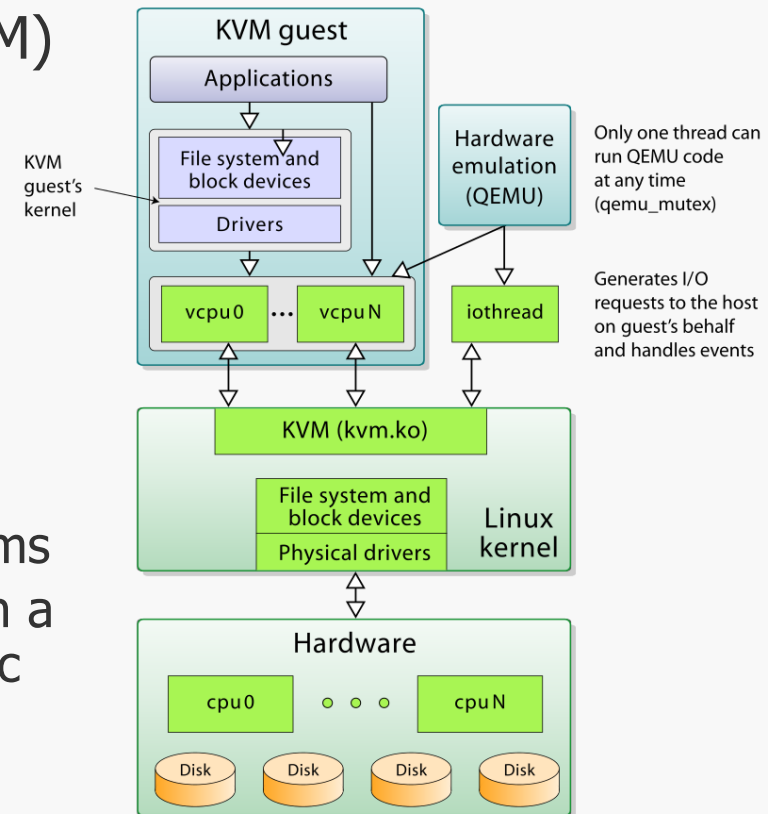 M)
KVM guest
Applications
File system and
block devices
Drivers
KVM
guest's
kernel
Hardware
emulation
(QEMU)
Only one thread can
run QEMU code
at any time
(qemu_mutex)
vcpu0
...
vcpuN
iothread
Generates I/O
requests to the host
on guest's behalf
and handles events
KVM (kvm.ko)
File system and
block devices
Physical drivers
Linux
kernel
ms
n a
c
Hardware
cpu0
cpuN
Disk
Disk
Disk
Disk